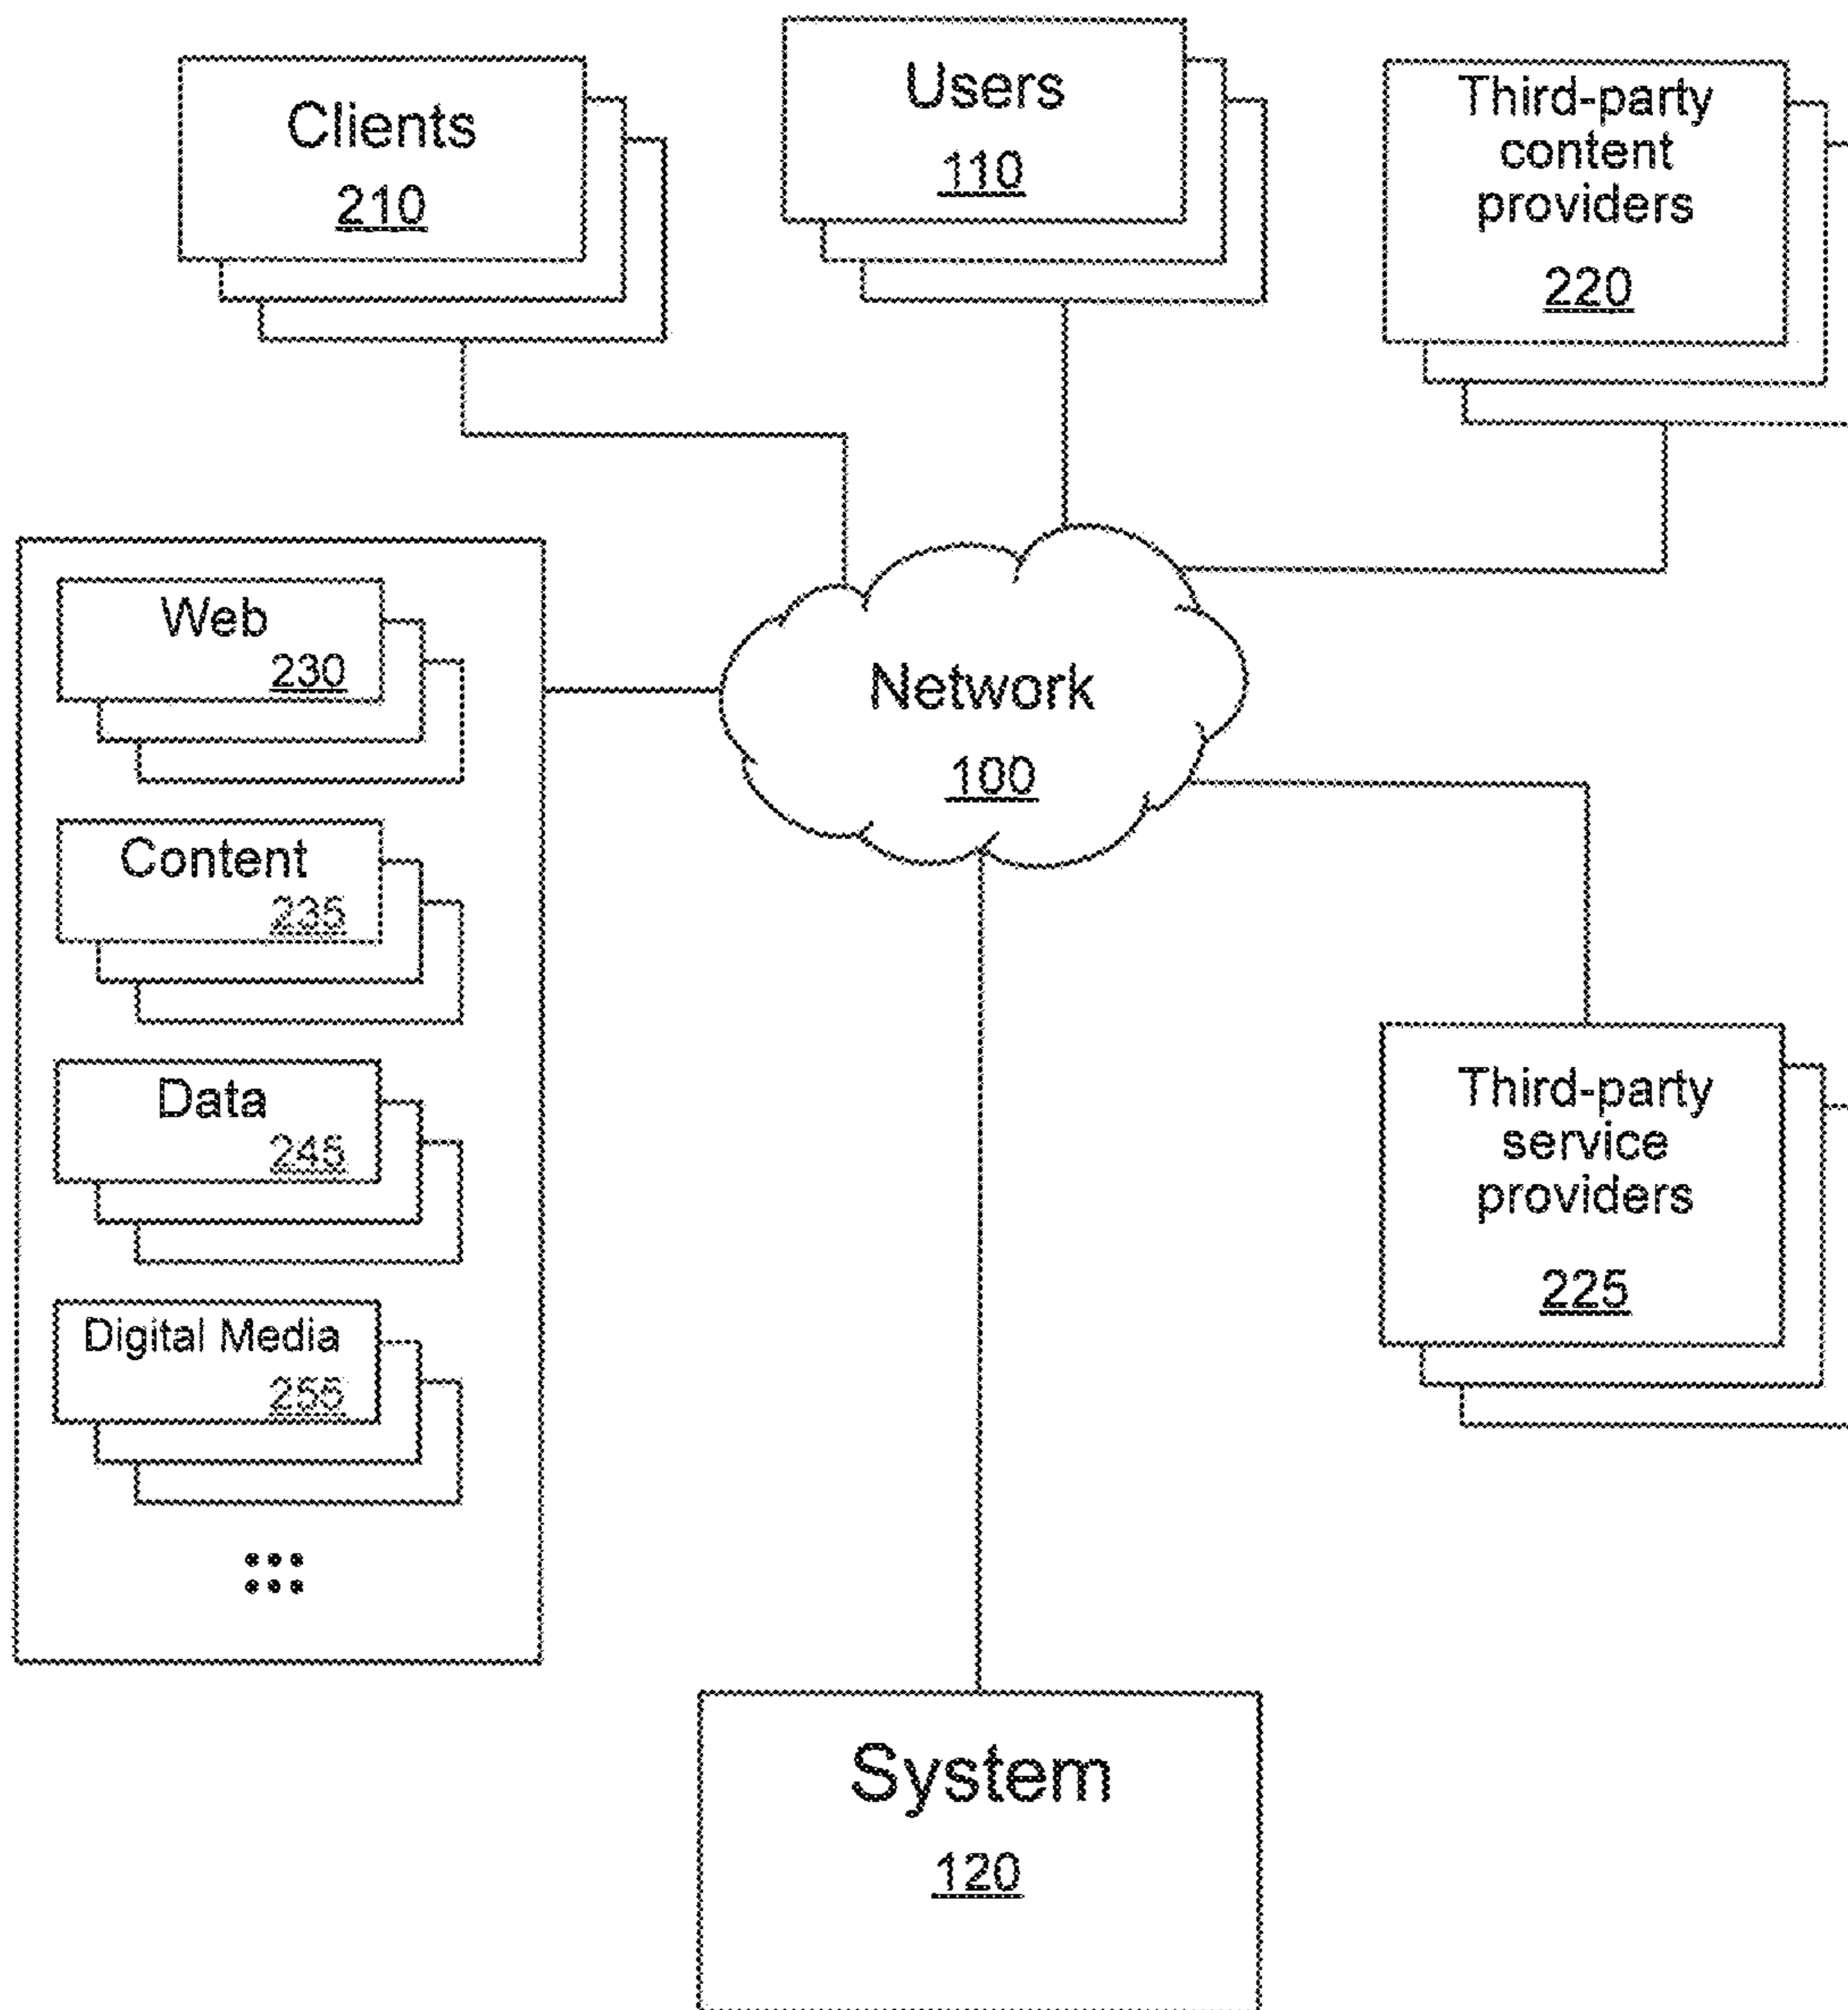 Clients
210
Users
110
Third-party
content
providers
220
Network
100
Web
230
Content
235
Data
245
Digital Media
255
Third-party
service
providers
225
System
120